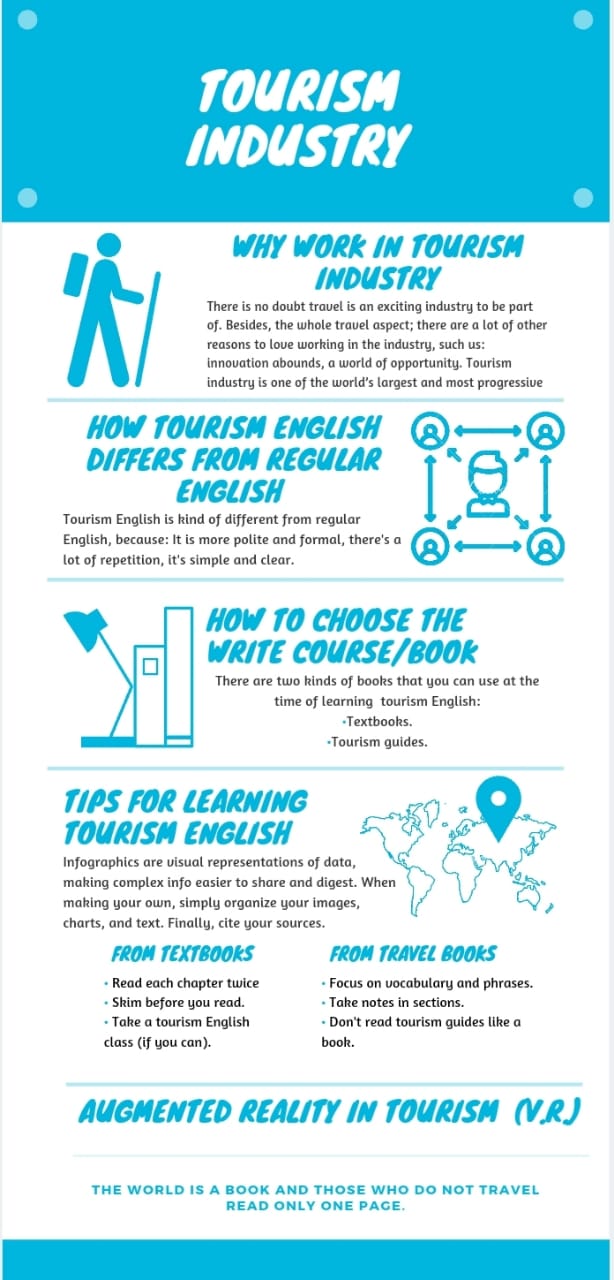 TOURISM
INDUSTRY
WHY WORK IN TOURISM
INDUSTRY
There is no doubt travel is an exciting industry to be part
of. Besides, the whole travel aspect; there are a lot of other
reasons to love working in the industry, such us:
innovation abounds, a world of opportunity. Tourism
industry is one of the world's largest and most progressive
HOW TOURISM ENGLISH
DIFFERS FROM REGULAR
ENGLISH
Tourism English is kind of different from regular
English, because: It is more polite and formal, there's a
lot of repetition, it's simple and clear.
HOW TO CHOOSE THE
WRITE COURSE/BOOK
There are two kinds of books that you can use at the
time of learning tourism English:
•Textbooks.
•Tourism guides.
TIPS FOR LEARNING
TOURISM ENGLISH
Infographics are visual representations of data,
making complex info easier to share and digest. When
making your own, simply organize your images,
charts, and text. Finally, cite your sources.
FROM TEXTBOOKS
• Read each chapter twice
• Skim before you read.
• Take a tourism English
class (if you can).
FROM TRAVEL BOOKS
• Focus on vocabulary and phrases.
• Take notes in sections.
• Don't read tourism guides like a
book.
AUGMENTED REALITY IN TOURISM (V.R.)
THE WORLD IS A BOOK AND THOSE WHO DO NOT TRAVEL
READ ONLY ONE PAGE.